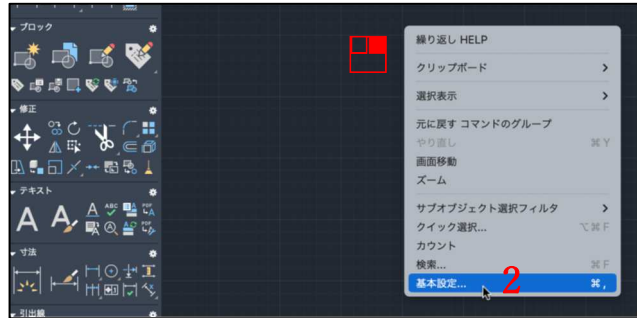 ブロック
修正
テキスト
A A A ABC PDF
PDF
寸法
引出線
繰り返し HELP
クリップボード >
選択表示 >
元に戻す コマンドのグループ
やり直し ⌘Y
画面移動
ズーム
サブオブジェクト選択フィルタ >
クイック選択... ⌥⌘F
カウント
検索... ⌘F
基本設定... 2 ⌘,